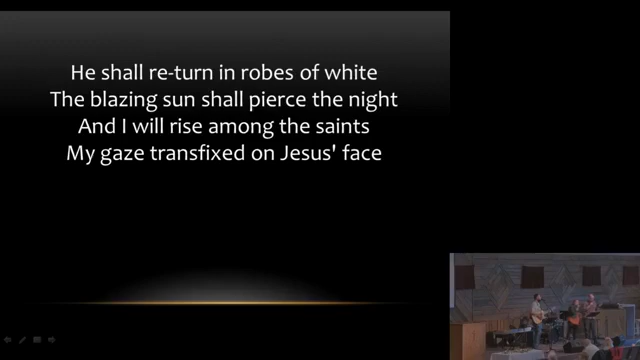 He shall re-turn in robes of white
The blazing sun shall pierce the night
And I will rise among the saints
My gaze transfixed on Jesus' face